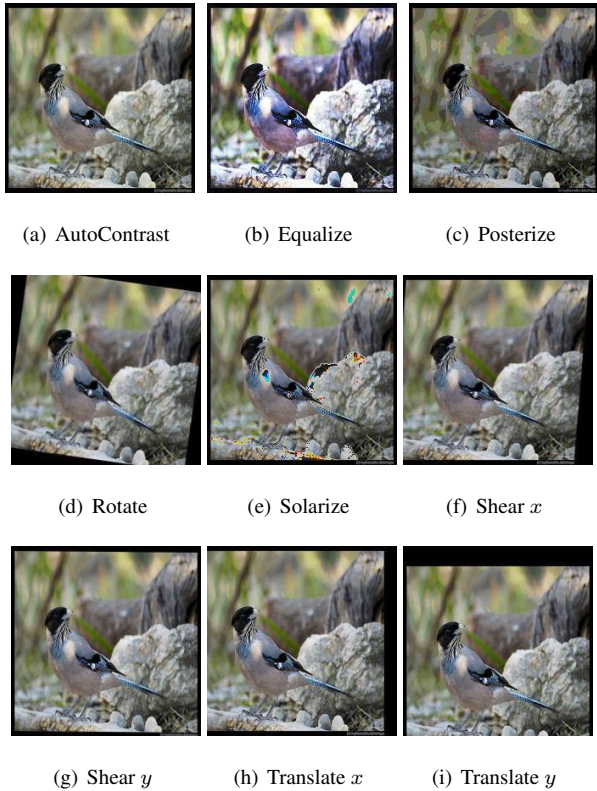 (a) AutoContrast
(b) Equalize
(c) Posterize
(d) Rotate
(e) Solarize
(f) Shear x
(g) Shear y
(h) Translate x
(i) Translate y